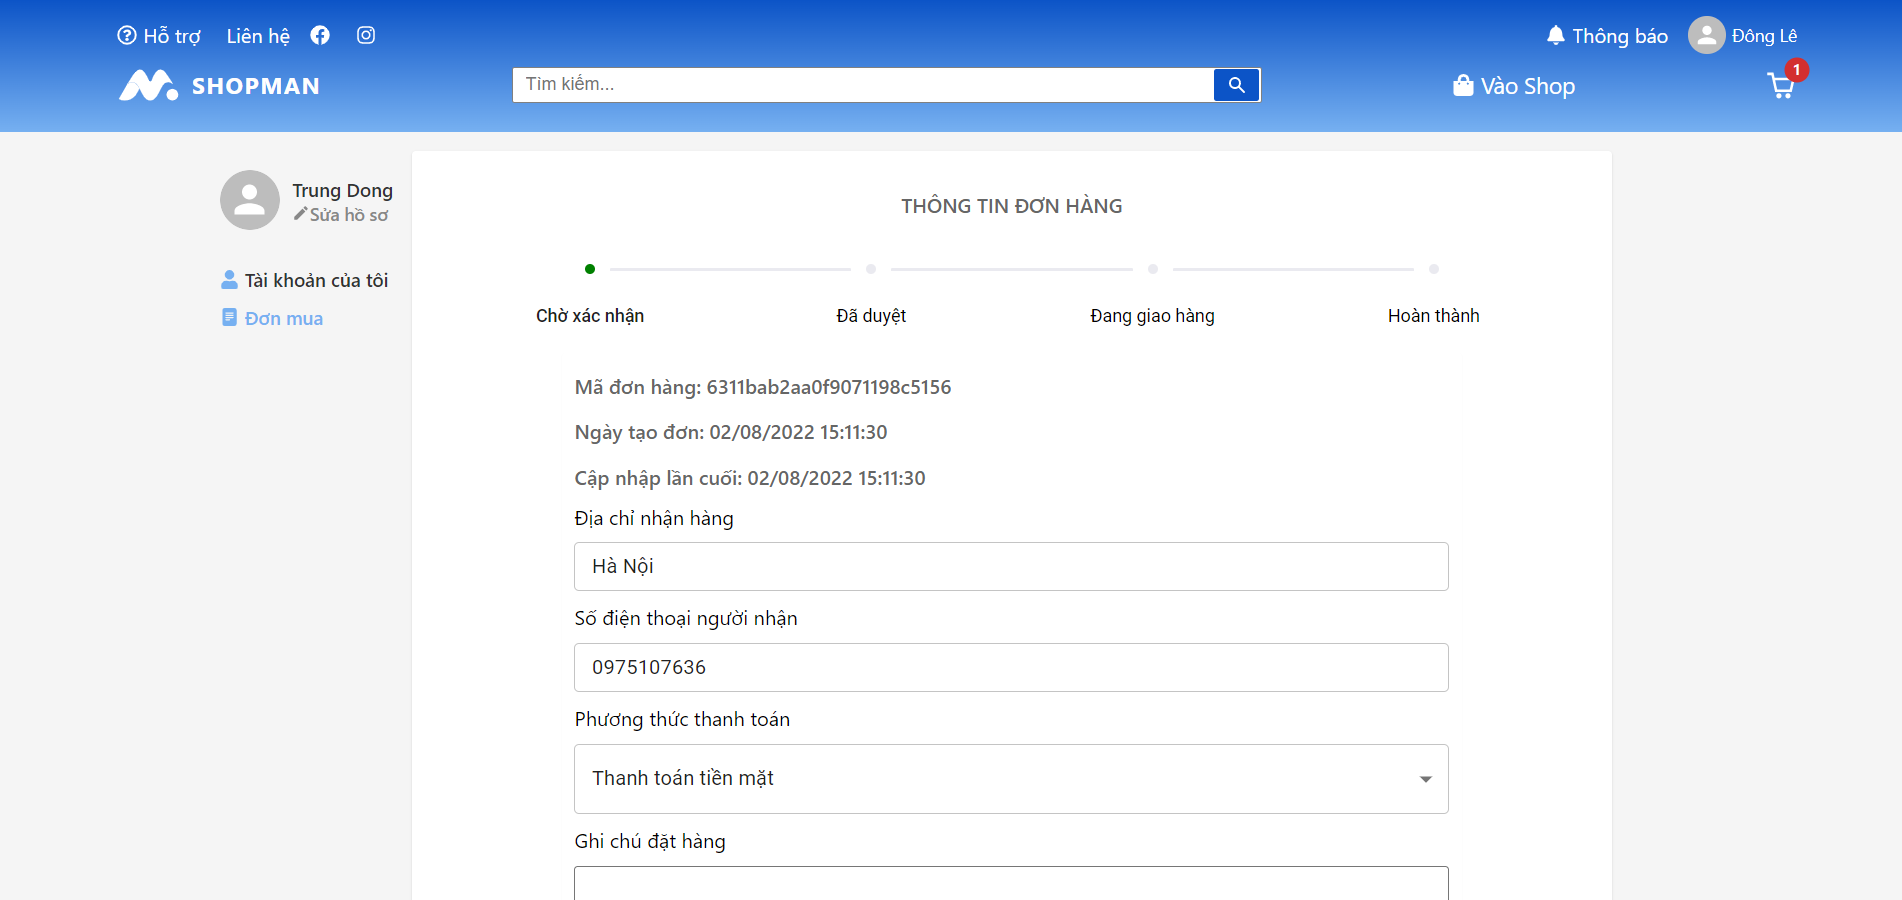 Hỗ trợ Liên hệ Thông báo Đông Lê
SHOPMAN Tìm kiếm... Vào Shop 1
Trung Dong
Sửa hồ sơ
Tài khoản của tôi
Đơn mua
THÔNG TIN ĐƠN HÀNG
Chờ xác nhận Đã duyệt Đang giao hàng Hoàn thành
Mã đơn hàng: 6311bab2aa0f9071198c5156
Ngày tạo đơn: 02/08/2022 15:11:30
Cập nhập lần cuối: 02/08/2022 15:11:30
Địa chỉ nhận hàng
Hà Nội
Số điện thoại người nhận
0975107636
Phương thức thanh toán
Thanh toán tiền mặt
Ghi chú đặt hàng